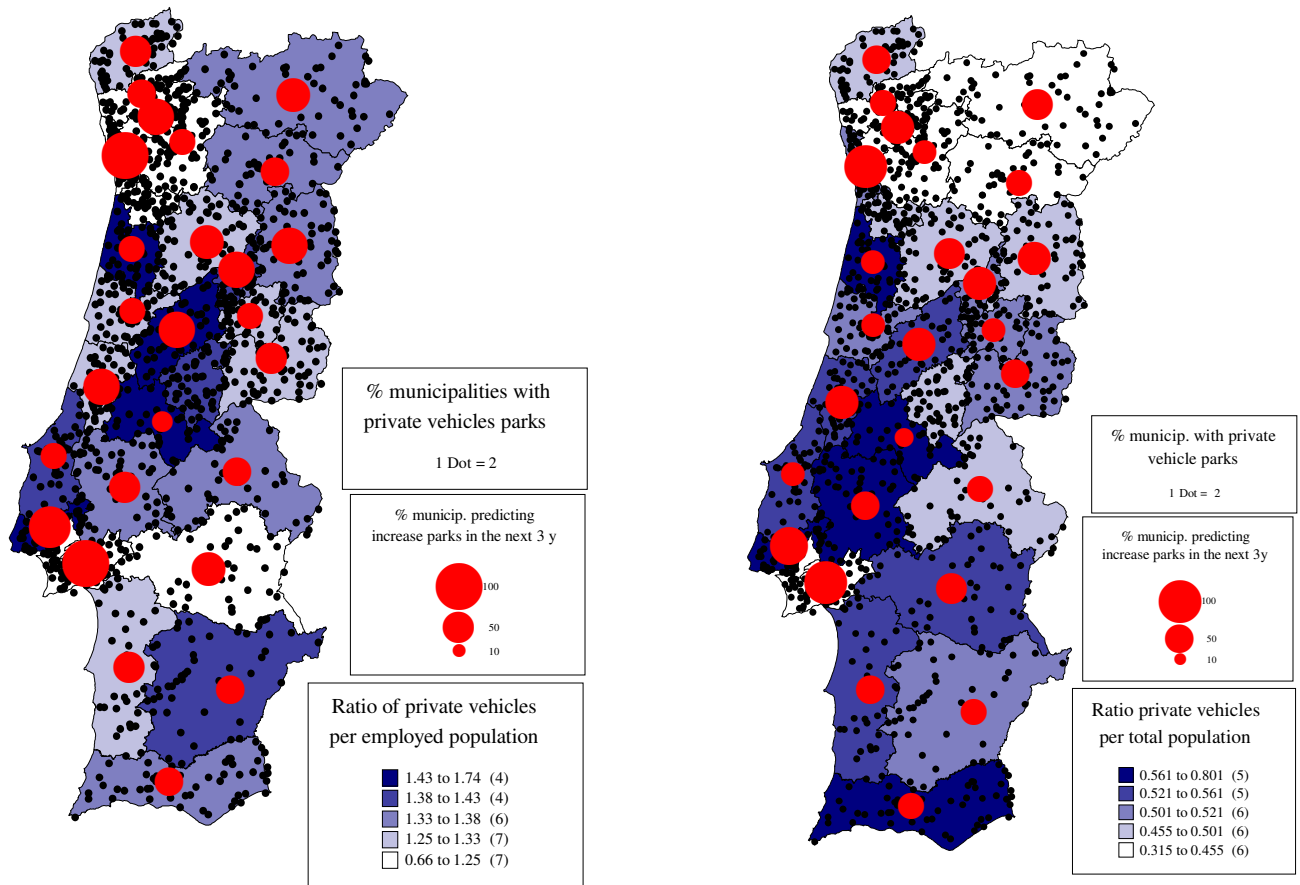 % municipalities with
private vehicles parks
1 Dot = 2
% municip. predicting
increase parks in the next 3 y
100
50
10
Ratio of private vehicles
per employed population
1.43 to 1.74 (4)
1.38 to 1.43 (4)
1.33 to 1.38 (6)
1.25 to 1.33 (7)
0.66 to 1.25 (7)
% municip. with private
vehicle parks
1 Dot = 2
% municip. predicting
increase parks in the next 3y
100
50
10
Ratio private vehicles
per total population
0.561 to 0.801 (5)
0.521 to 0.561 (5)
0.501 to 0.521 (6)
0.455 to 0.501 (6)
0.315 to 0.455 (6)